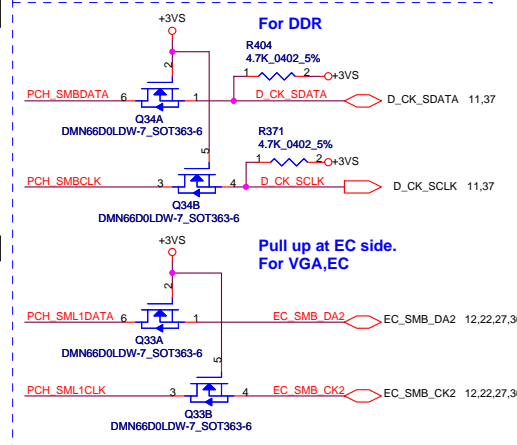 +3VS
For DDR
R404
4.7K_0402_5%
1 2
+3VS
2
PCH_SMBDATA 6 1 D_CK_SDATA D_CK_SDATA 11,37
Q34A
DMN66D0LDW-7_SOT363-6
R371
4.7K_0402_5%
5
1 2
+3VS
PCH_SMBCLK 3 4 D_CK_SCLK D_CK_SCLK 11,37
Q34B
DMN66D0LDW-7_SOT363-6
+3VS
Pull up at EC side.
For VGA,EC
2
PCH_SML1DATA 6 1 EC_SMB_DA2 EC_SMB_DA2 12,22,27,3
Q33A
DMN66D0LDW-7_SOT363-6
5
PCH_SML1CLK 3 4 EC_SMB_CK2 EC_SMB_CK2 12,22,27,3
Q33B
DMN66D0LDW-7_SOT363-6